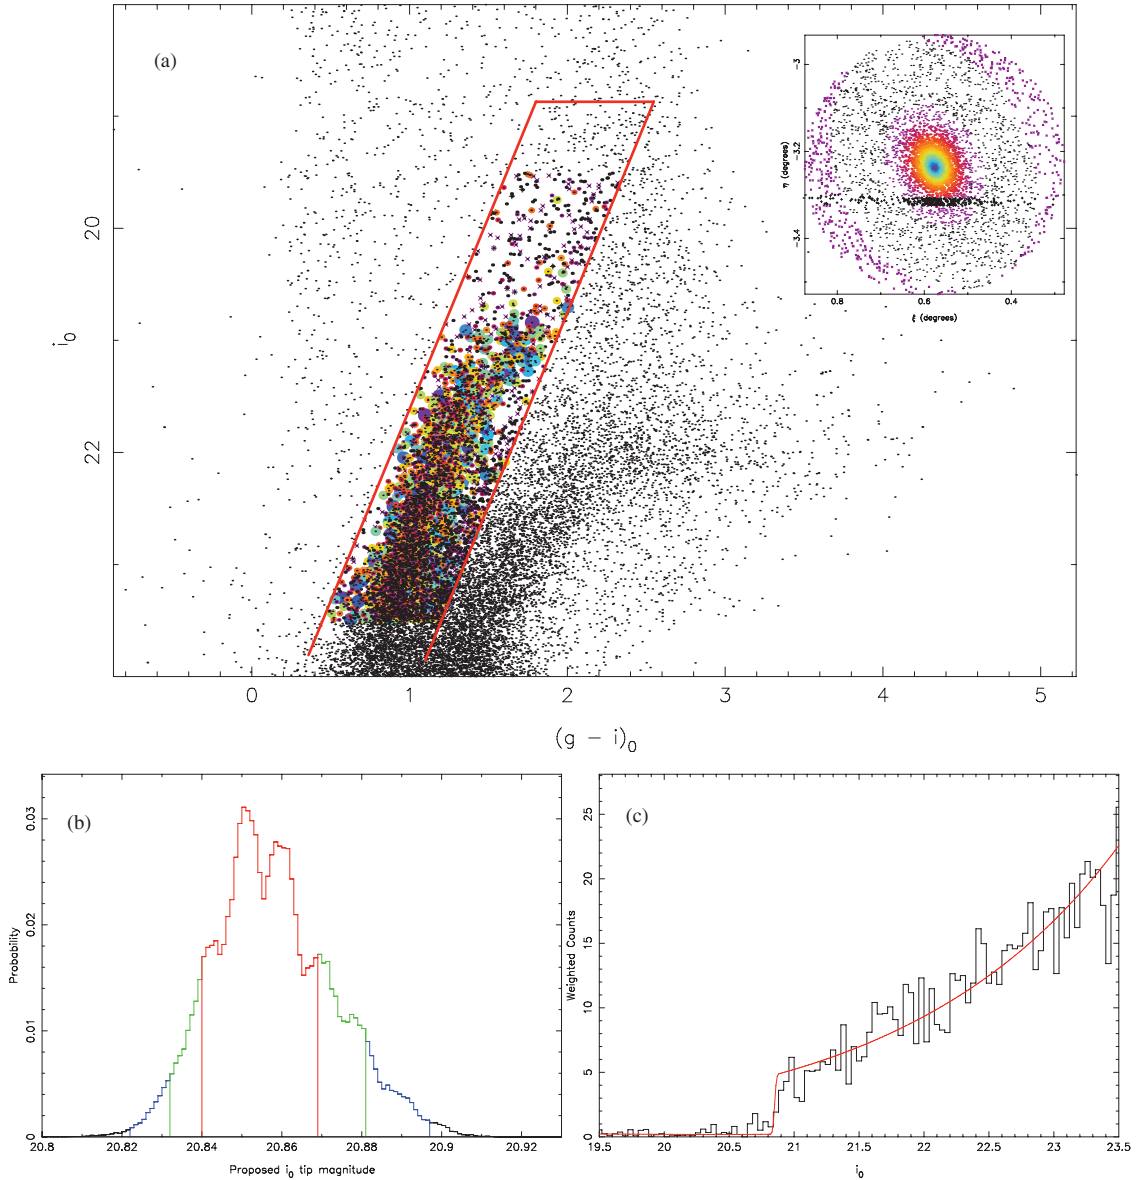 (a)
20
22
i0
0 1 2 3 4 5
(g − i)0
−3
−3.2
−3.4
η (degrees)
0.8 0.6 0.4
ξ (degrees)
(b)
0.03
0.02
0.01
0
Probability
20.8 20.82 20.84 20.86 20.88 20.9 20.92
Proposed i0 tip magnitude
(c)
25
20
15
10
5
0
Weighted Counts
19.5 20 20.5 21 21.5 22 22.5 23 23.5
i0